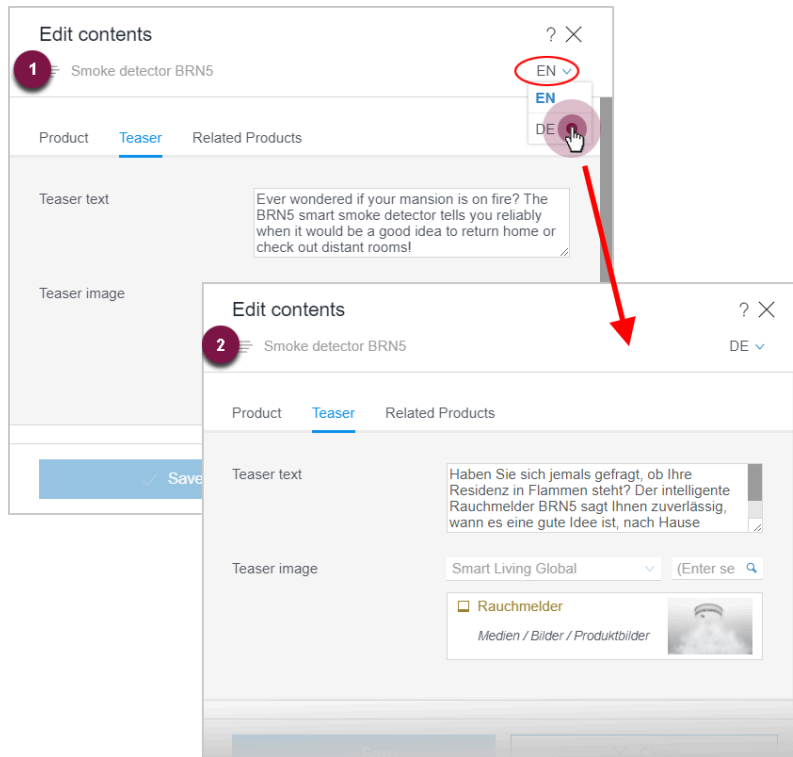 Edit contents
?
1
Smoke detector BRN5
EN
EN
DE
Product Teaser Related Products
Teaser text
Ever wondered if your mansion is on fire? The
BRN5 smart smoke detector tells you reliably
when it would be a good idea to return home or
check out distant rooms!
Teaser image
Save
Edit contents
?
2
Smoke detector BRN5
DE
Product Teaser Related Products
Teaser text
Haben Sie sich jemals gefragt, ob Ihre
Residenz in Flammen steht? Der intelligente
Rauchmelder BRN5 sagt Ihnen zuverlässig,
wann es eine gute Idee ist, nach Hause
Teaser image
Smart Living Global
(Enter se
Rauchmelder
Medien / Bilder / Produktbilder